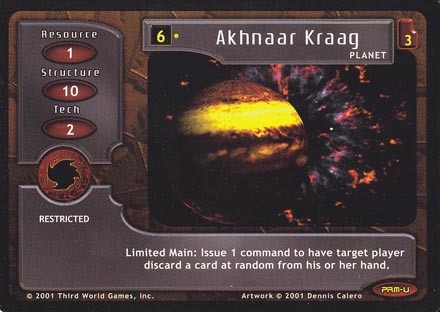 Resource
1
Structure
10
Tech
2
6
Akhnaar Kraag
3
PLANET
RESTRICTED
Limited Main: Issue 1 command to have target player
discard a card at random from his or her hand.
© 2001 Third World Games, Inc.
Artwork © 2001 Dennis Calero
PRM-U